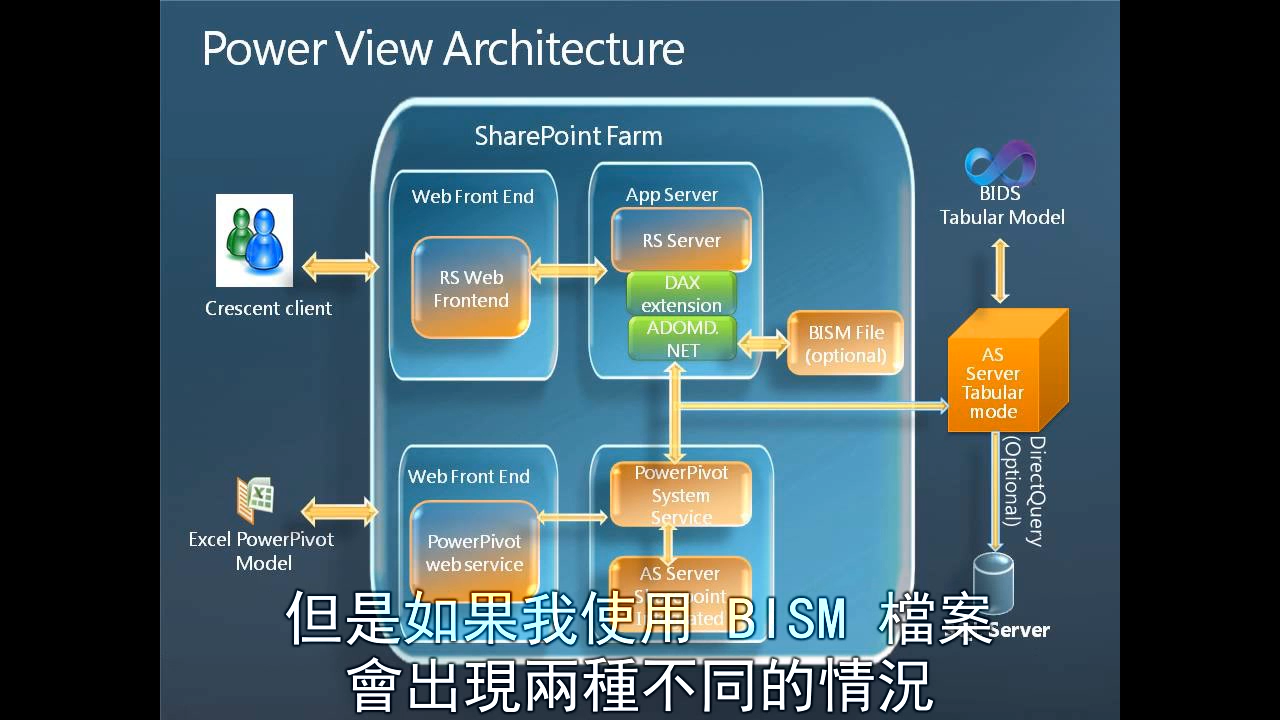 Power View Architecture
SharePoint Farm
Web Front End
App Server
RS Web
Frontend
RS Server
DAX
extension
ADOMD.
NET
BISM File
(optional)
Crescent client
BIDS
Tabular Model
AS
Server
Tabular
mode
DirectQuery
(Optional)
Web Front End
PowerPivot
web service
PowerPivot
System
Service
AS Server
Excel PowerPivot
Model
Server
但是如果我使用 BISM 檔案
會出現兩種不同的情況